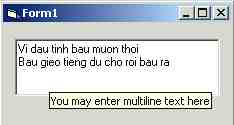 Form1
Vi dau tinh bau muon thoi
Bau gieo tieng du cho roi bau ra
You may enter multiline text here